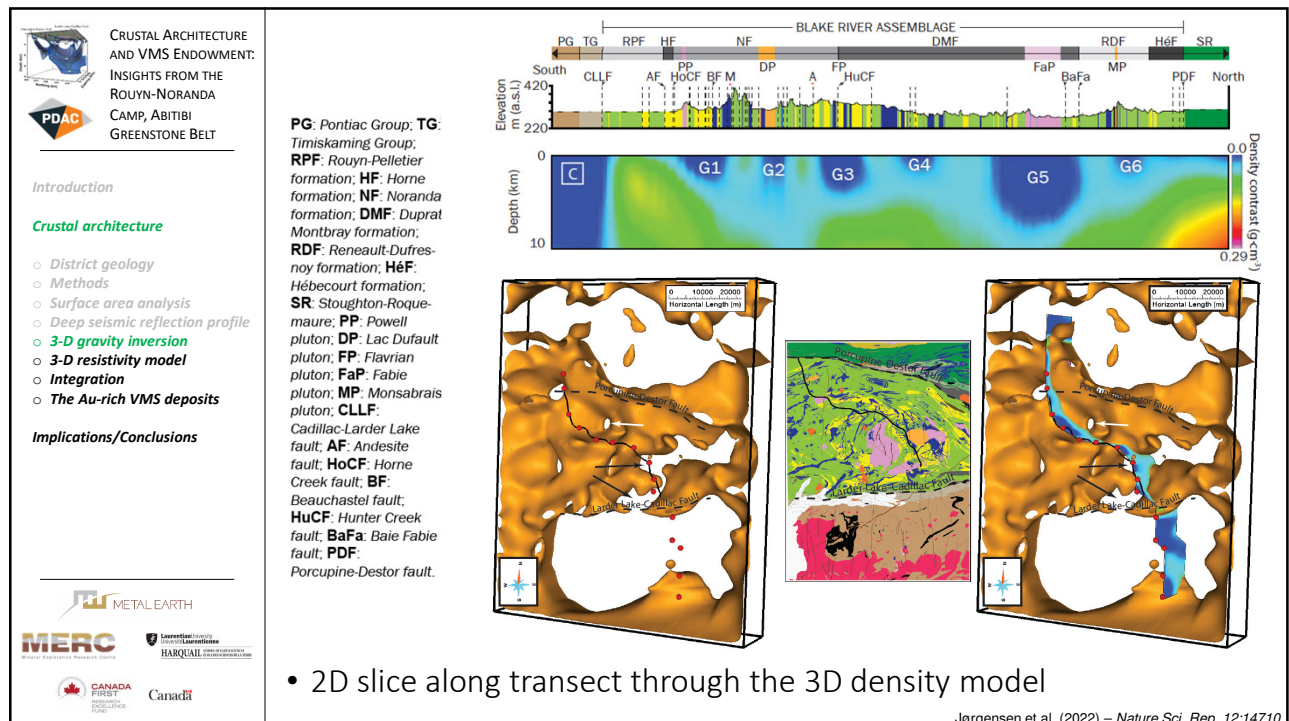 CRUSTAL ARCHITECTURE
AND VMS ENDOWMENT:
INSIGHTS FROM THE
ROUYN-NORANDA
CAMP, ABITIBI
GREENSTONE BELT
PDAC
Introduction
Crustal architecture
○ District geology
○ Methods
○ Surface area analysis
○ Deep seismic reflection profile
○ 3-D gravity inversion
○ 3-D resistivity model
○ Integration
○ The Au-rich VMS deposits
Implications/Conclusions
METAL EARTH
MERC
Mineral Exploration Research Centre
LaurentianUniversity
UniversitéLaurentienne
HARQUAIL
CANADA
FIRST
RESEARCH
EXCELLENCE
FUND
Canada
PG: Pontiac Group; TG:
Timiskaming Group;
RPF: Rouyn-Pelletier
formation; HF: Horne
formation; NF: Noranda
formation; DMF: Duprat
Montbray formation;
RDF: Reneault-Dufres-
noy formation; HéF:
Hébecourt formation;
SR: Stoughton-Roque-
maure; PP: Powell
pluton; DP: Lac Dufault
pluton; FP: Flavrian
pluton; FaP: Fabie
pluton; MP: Monsabrais
pluton; CLLF:
Cadillac-Larder Lake
fault; AF: Andesite
fault; HoCF: Horne
Creek fault; BF:
Beauchastel fault;
HuCF: Hunter Creek
fault; BaFa: Baie Fabie
fault; PDF:
Porcupine-Destor fault.
BLAKE RIVER ASSEMBLAGE
PG TG RPF HF NF DMF RDF HéF SR
South PP DP FP FaP MP North
CLLF AF HoCF BF M A HuCF BaFa PDF
Elevation
m (a.s.l.)
420
220
0
Depth (km)
10
C
G1 G2 G3 G4 G5 G6
0.0
Density contrast (g·cm³)
0.29
0 10000 20000
Horizontal Length (m)
Porcupine-Destor Fault
Larder Lake-Cadillac Fault
Porcupine-Destor Fault
Larder Lake-Cadillac Fault
0 10000 20000
Horizontal Length (m)
Porcupine-Destor Fault
Larder Lake-Cadillac Fault
• 2D slice along transect through the 3D density model
Jørgensen et al. (2022) – Nature Sci. Rep. 12:14710